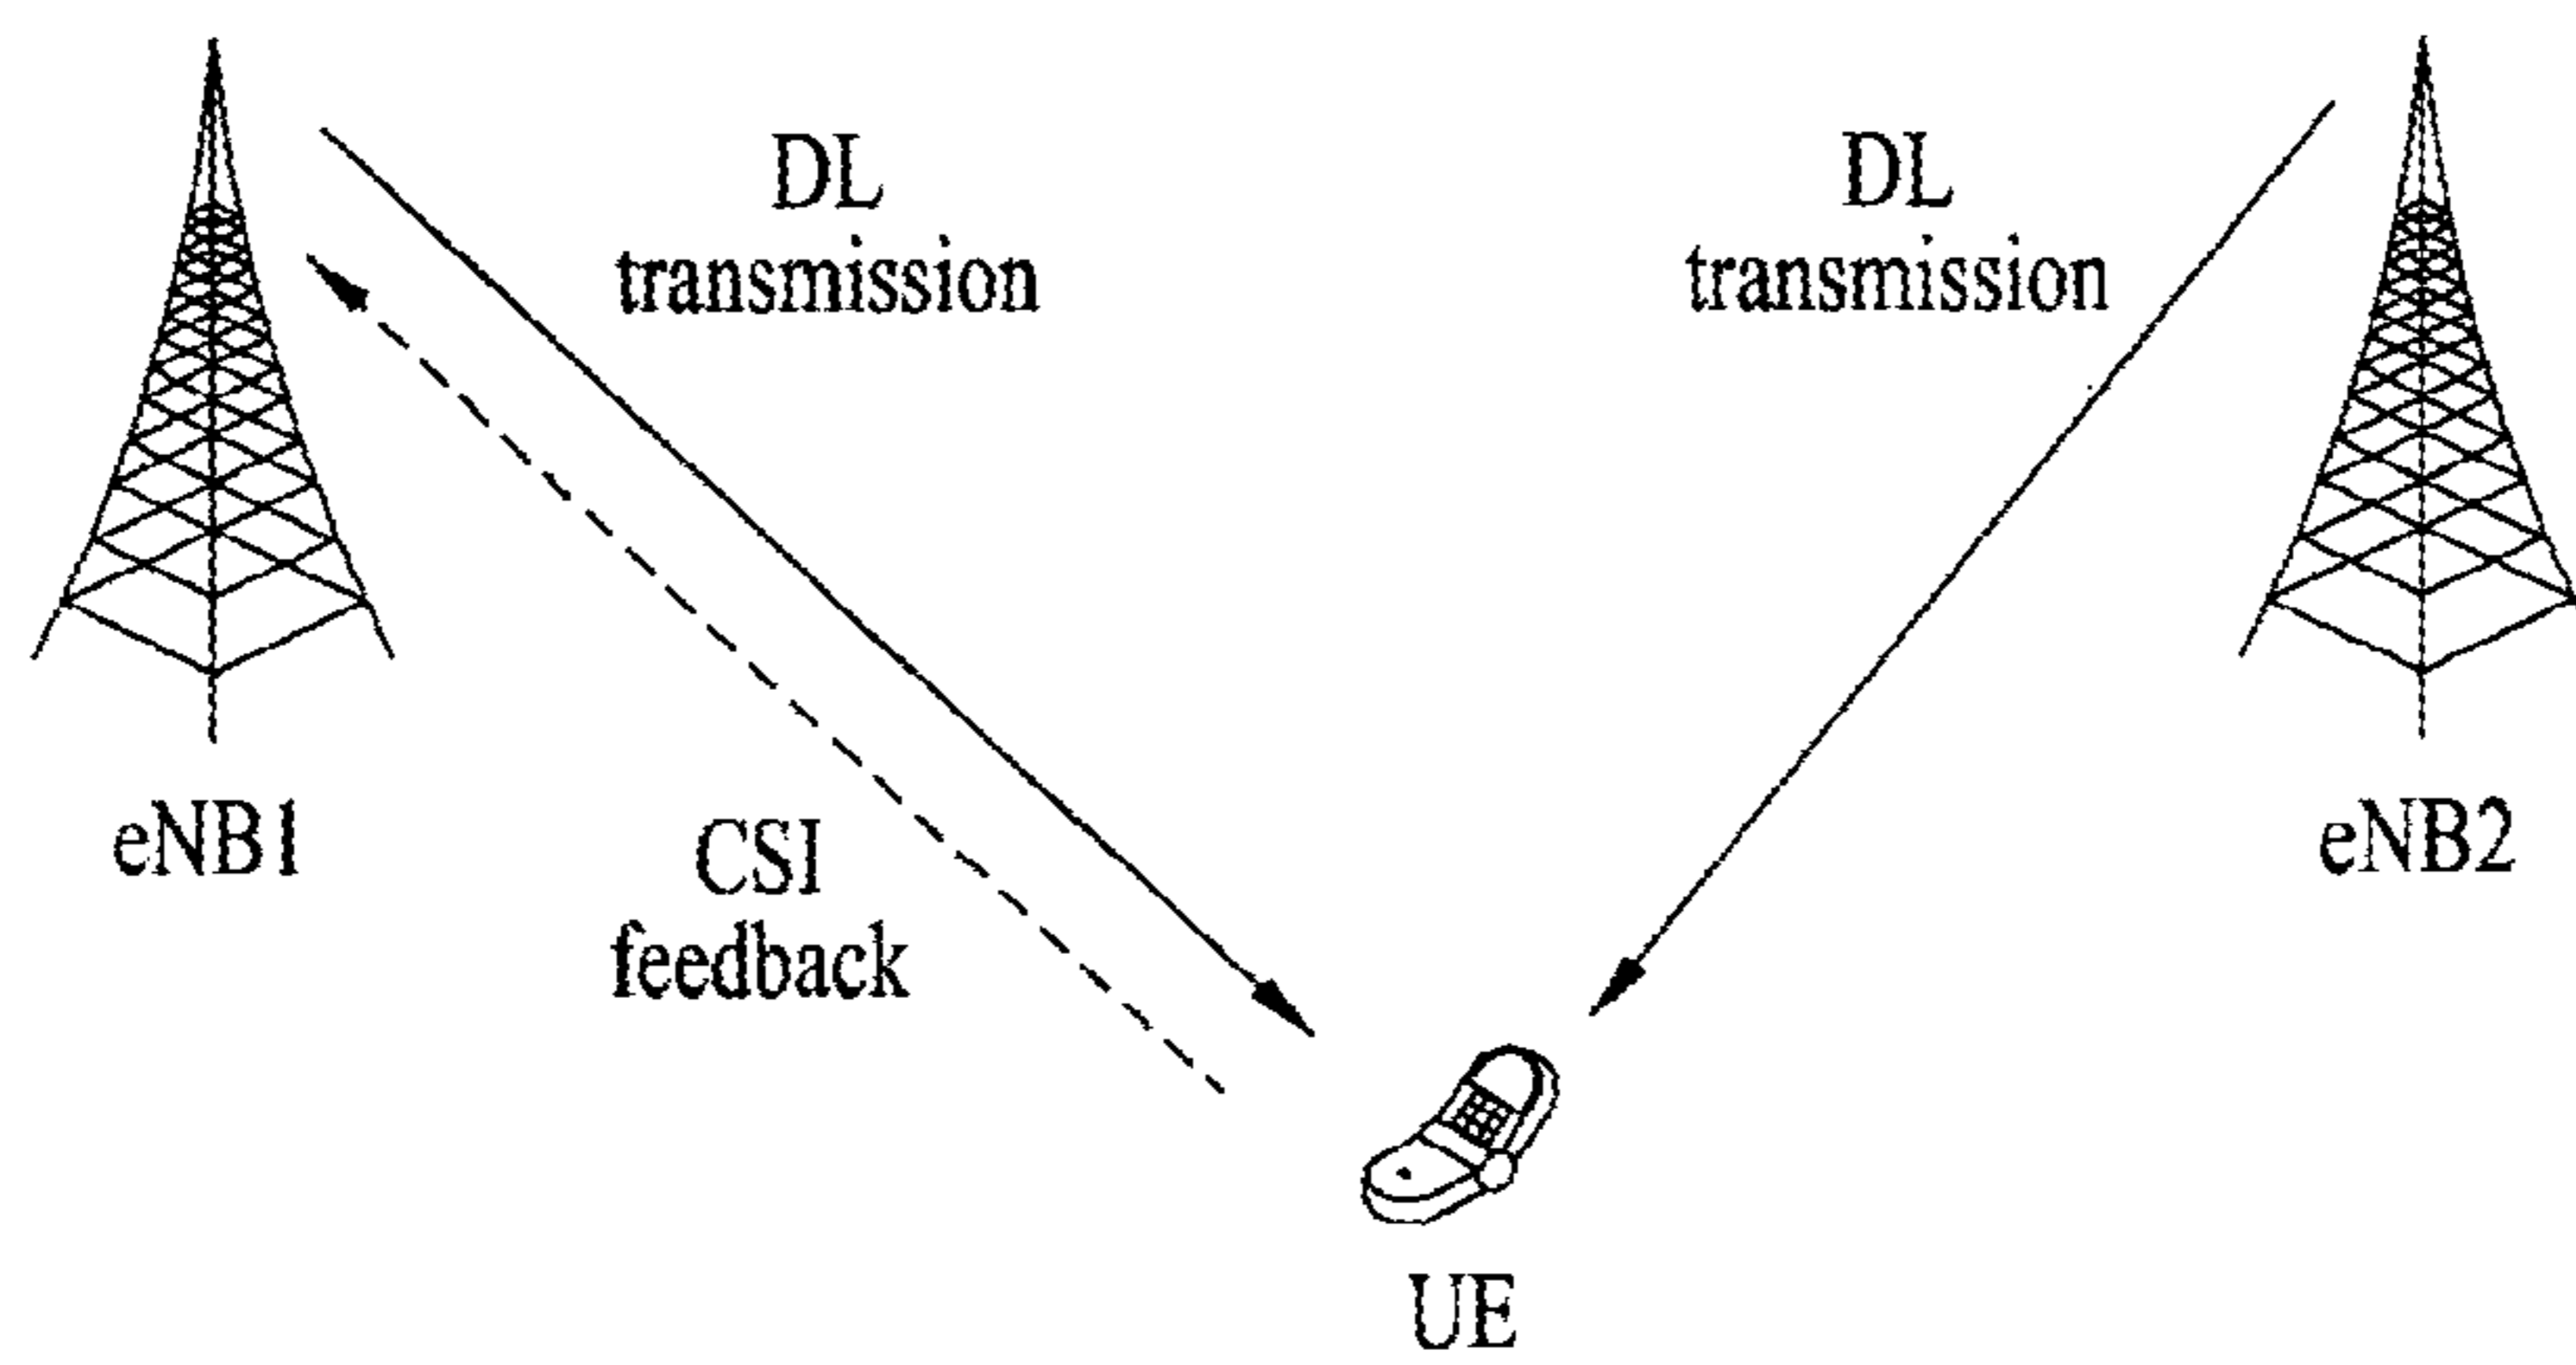 DL
transmission
DL
transmission
eNB1
CSI
feedback
eNB2
UE